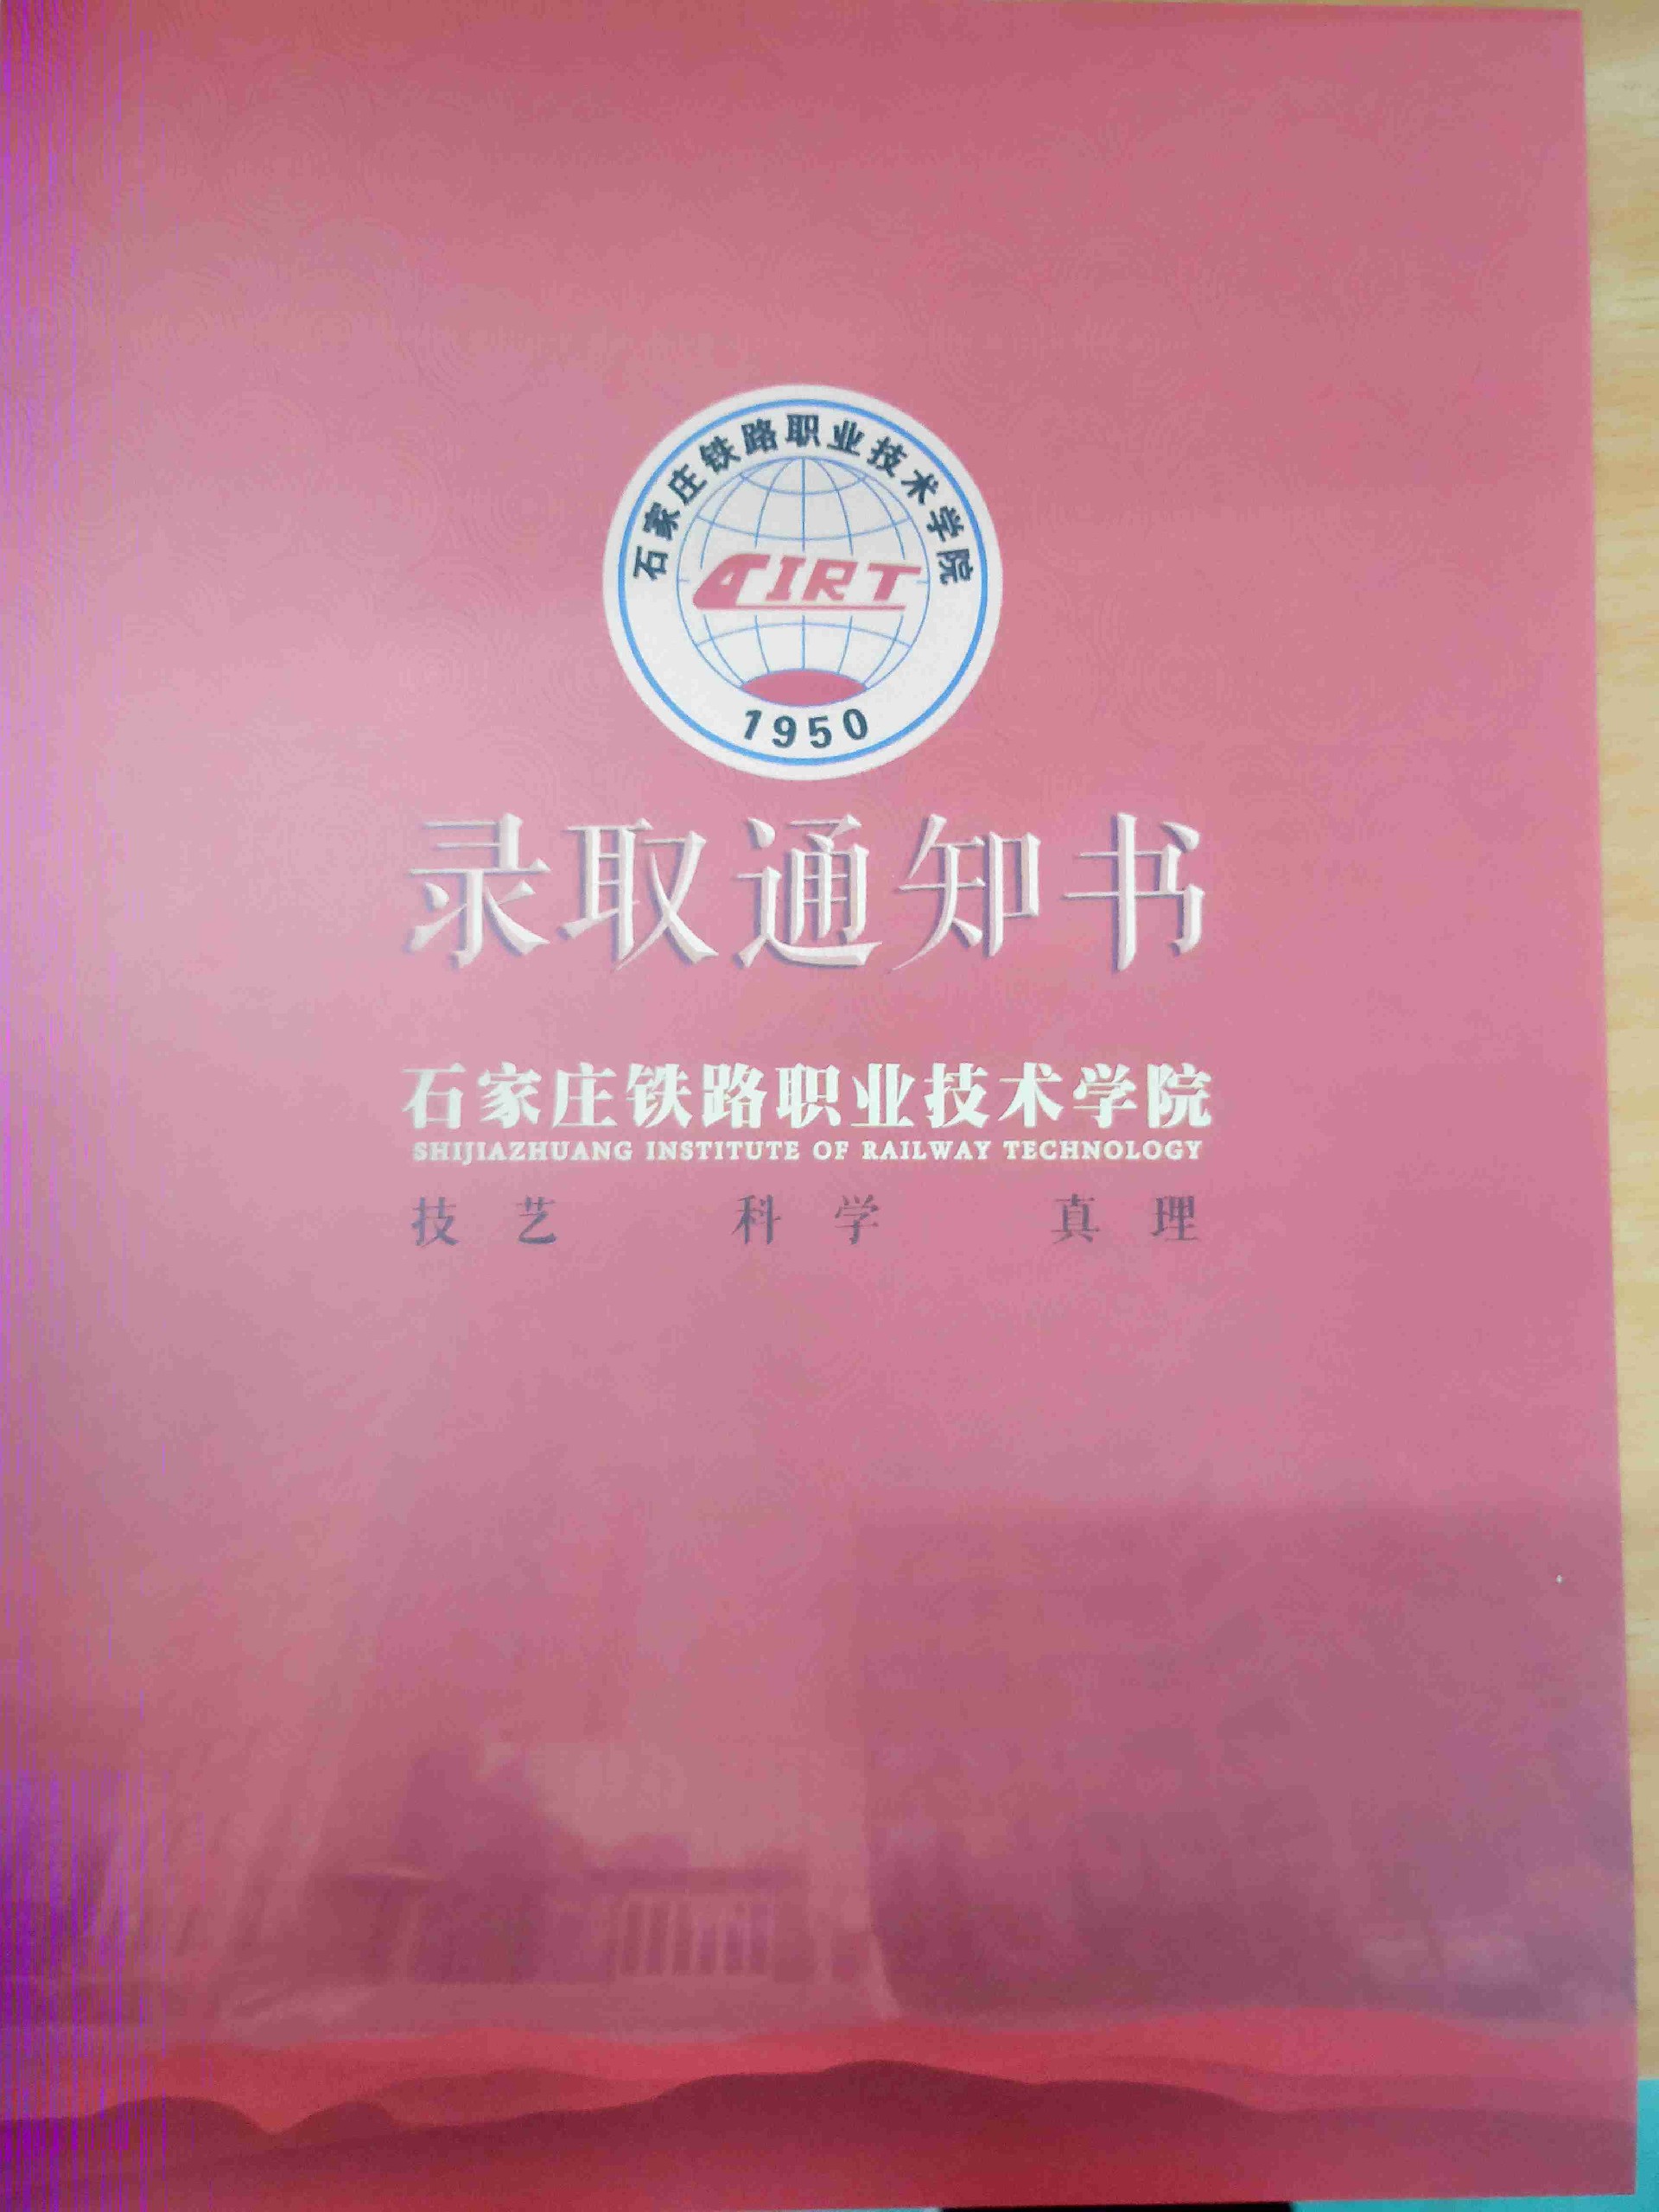 石家庄铁路职业技术学院
CIRT
1950
录取通知书
石家庄铁路职业技术学院
SHIJIAZHUANG INSTITUTE OF RAILWAY TECHNOLOGY
技艺 科学 真理